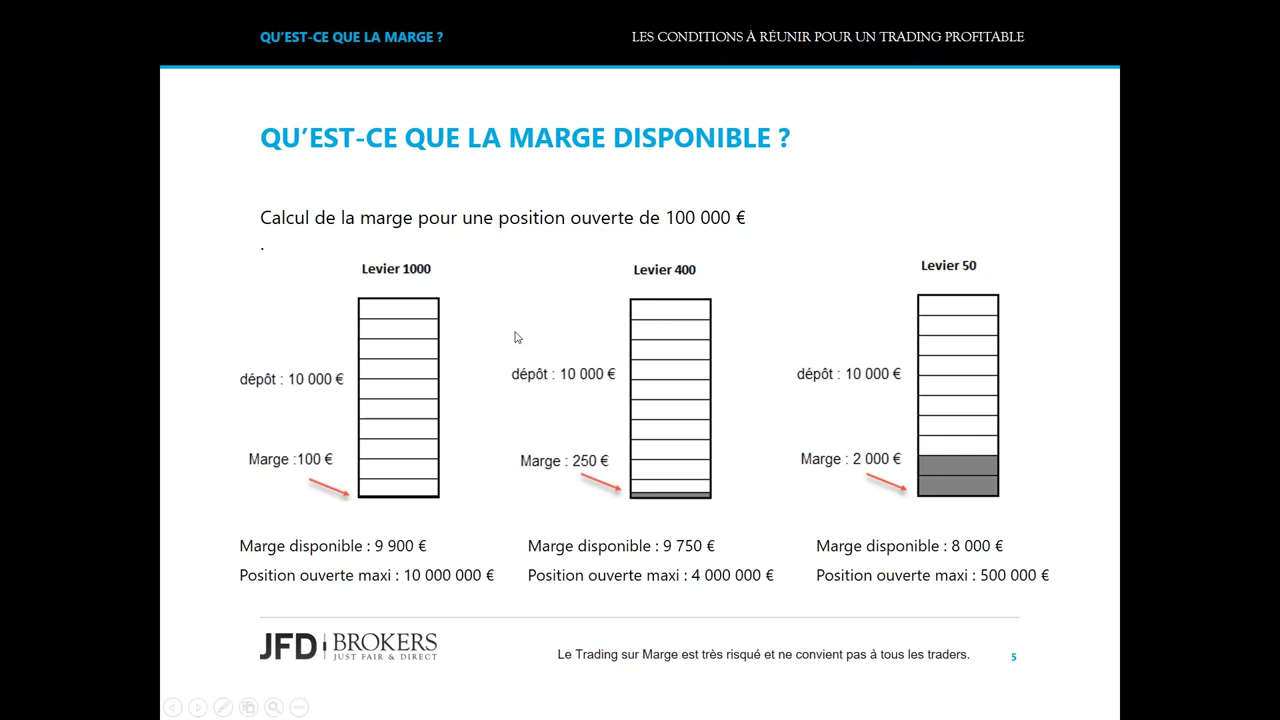 QU'EST-CE QUE LA MARGE ?
LES CONDITIONS À RÉUNIR POUR UN TRADING PROFITABLE
QU'EST-CE QUE LA MARGE DISPONIBLE ?
Calcul de la marge pour une position ouverte de 100 000 €
.
Levier 1000
Levier 400
Levier 50
dépôt : 10 000 €
dépôt : 10 000 €
dépôt : 10 000 €
Marge :100 €
Marge : 250 €
Marge : 2 000 €
Marge disponible : 9 900 €
Position ouverte maxi : 10 000 000 €
Marge disponible : 9 750 €
Position ouverte maxi : 4 000 000 €
Marge disponible : 8 000 €
Position ouverte maxi : 500 000 €
JFD BROKERS
JUST FAIR & DIRECT
Le Trading sur Marge est très risqué et ne convient pas à tous les traders.
5